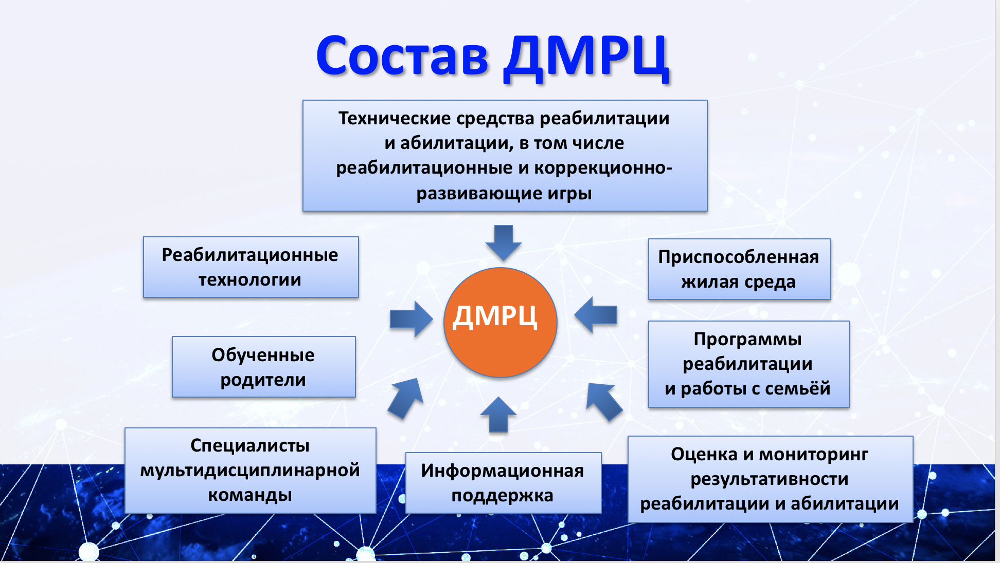 Состав ДМРЦ
Технические средства реабилитации
и абилитации, в том числе
реабилитационные и коррекционно-
развивающие игры
Реабилитационные
технологии
Приспособленная
жилая среда
ДМРЦ
Обученные
родители
Программы
реабилитации
и работы с семьёй
Специалисты
мультидисциплинарной
команды
Информационная
поддержка
Оценка и мониторинг
результативности
реабилитации и абилитации